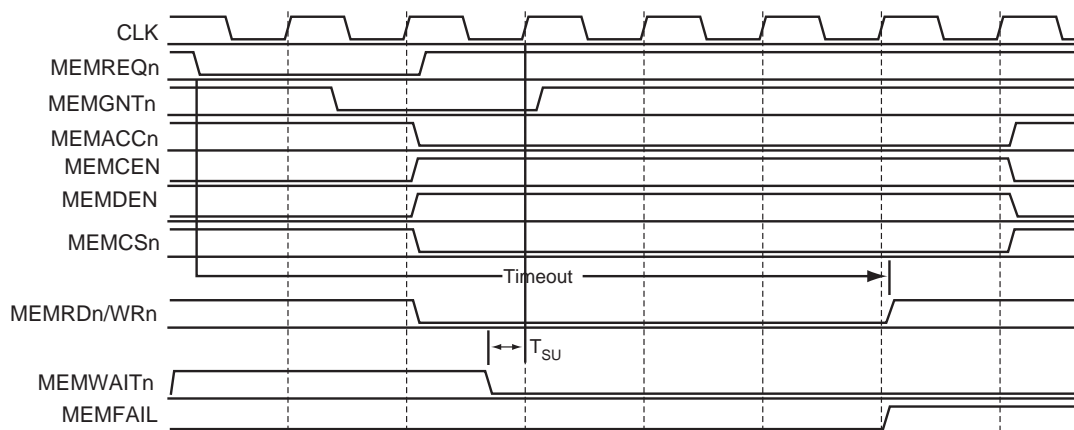 CLK
MEMREQn
MEMGNTn
MEMACCn
MEMCEN
MEMDEN
MEMCSn
Timeout
MEMRDn/WRn
TSU
MEMWAITn
MEMFAIL